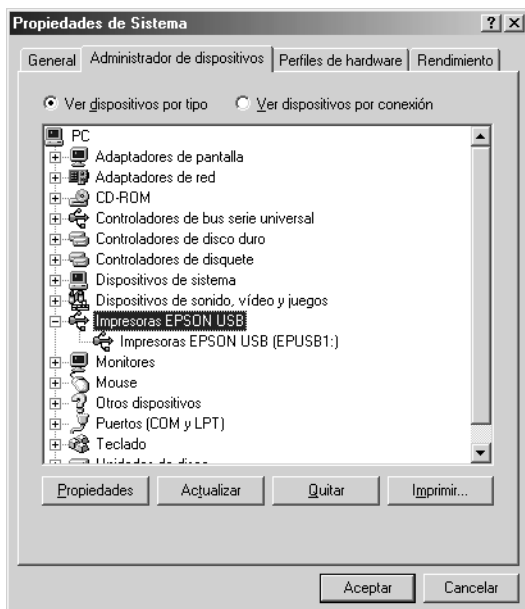 Propiedades de Sistema
General Administrador de dispositivos Perfiles de hardware Rendimiento
Ver dispositivos por tipo Ver dispositivos por conexión
PC
Adaptadores de pantalla
Adaptadores de red
CD-ROM
Controladores de bus serie universal
Controladores de disco duro
Controladores de disquete
Dispositivos de sistema
Dispositivos de sonido, vídeo y juegos
Impresoras EPSON USB
Impresoras EPSON USB (EPUSB1:)
Monitores
Mouse
Otros dispositivos
Puertos (COM y LPT)
Teclado
Propiedades Actualizar Quitar Imprimir...
Aceptar Cancelar